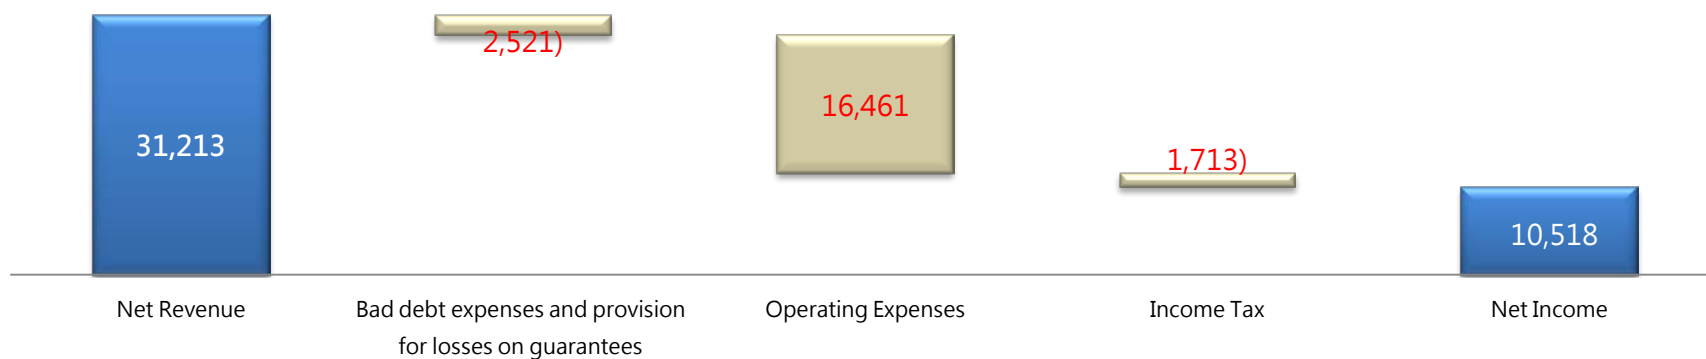 31,213
2,521)
16,461
1,713)
10,518
Net Revenue
Bad debt expenses and provision
for losses on guarantees
Operating Expenses
Income Tax
Net Income